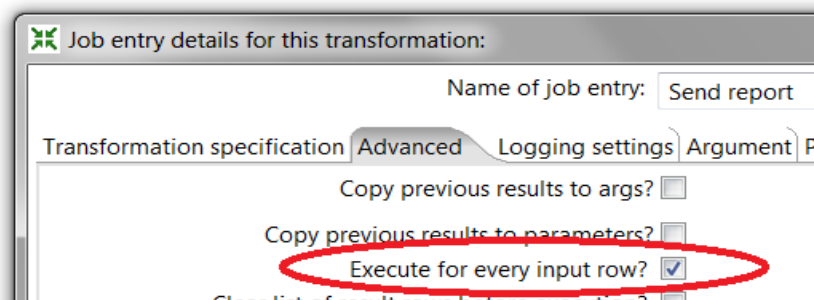 Job entry details for this transformation:
Name of job entry: Send report
Transformation specification Advanced Logging settings Argument P
Copy previous results to args?
Copy previous results to parameters?
Execute for every input row?